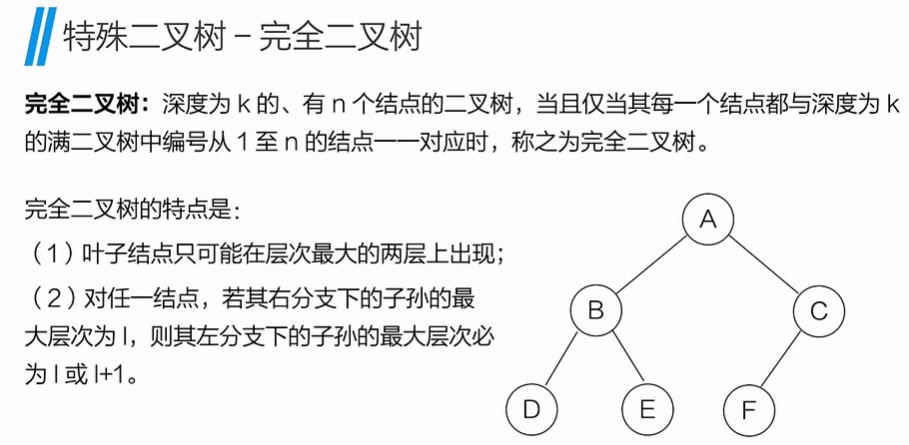 特殊二叉树 – 完全二叉树
完全二叉树：深度为 k 的、有 n 个结点的二叉树，当且仅当其每一个结点都与深度为 k
的满二叉树中编号从 1 至 n 的结点一一对应时，称之为完全二叉树。
完全二叉树的特点是：
（1）叶子结点只可能在层次最大的两层上出现；
（2）对任一结点，若其右分支下的子孙的最
大层次为 l，则其左分支下的子孙的最大层次必
为 l 或 l+1。
A
B C
D E F